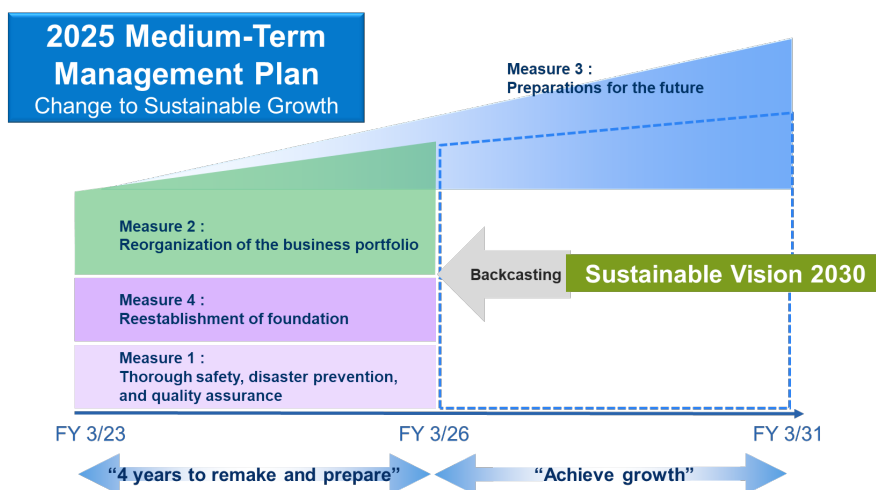 2025 Medium-Term
Management Plan
Change to Sustainable Growth
Measure 3 :
Preparations for the future
Measure 2 :
Reorganization of the business portfolio
Backcasting
Sustainable Vision 2030
Measure 4 :
Reestablishment of foundation
Measure 1 :
Thorough safety, disaster prevention,
and quality assurance
FY 3/23
FY 3/26
FY 3/31
“4 years to remake and prepare”
“Achieve growth”